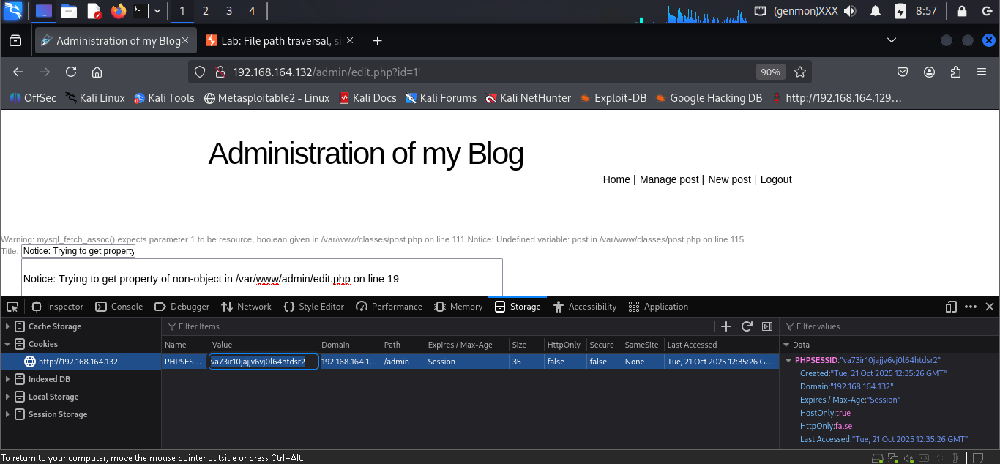 1 2 3 4 (genmon)XXX 8:57
Administration of my Blog Lab: File path traversal, si
192.168.164.132/admin/edit.php?id=1' 90%
OffSec Kali Linux Kali Tools Metasploitable2 - Linux Kali Docs Kali Forums Kali NetHunter Exploit-DB Google Hacking DB http://192.168.164.129…
Administration of my Blog
Home | Manage post | New post | Logout
Warning: mysql_fetch_assoc() expects parameter 1 to be resource, boolean given in /var/www/classes/post.php on line 111 Notice: Undefined variable: post in /var/www/classes/post.php on line 115
Title: Notice: Trying to get property
Notice: Trying to get property of non-object in /var/www/admin/edit.php on line 19
Inspector Console Debugger Network Style Editor Performance Memory Storage Accessibility Application
Cache Storage Filter Items Filter values
Cookies Name Value Domain Path Expires / Max-Age Size HttpOnly Secure SameSite Last Accessed Data
http://192.168.164.132 PHPSES… va73ir10jajjv6vj0l64htdsr2 192.168.164.1… /admin Session 35 false false None Tue, 21 Oct 2025 12:35:26 G… PHPSESSID:"va73ir10jajjv6vj0l64htdsr2"
Created:"Tue, 21 Oct 2025 12:35:26 GMT"
Indexed DB Domain:"192.168.164.132"
Local Storage Expires / Max-Age:"Session"
Session Storage HostOnly:true
HttpOnly:false
Last Accessed:"Tue, 21 Oct 2025 12:35:26 GMT"
To return to your computer, move the mouse pointer outside or press Ctrl+Alt.